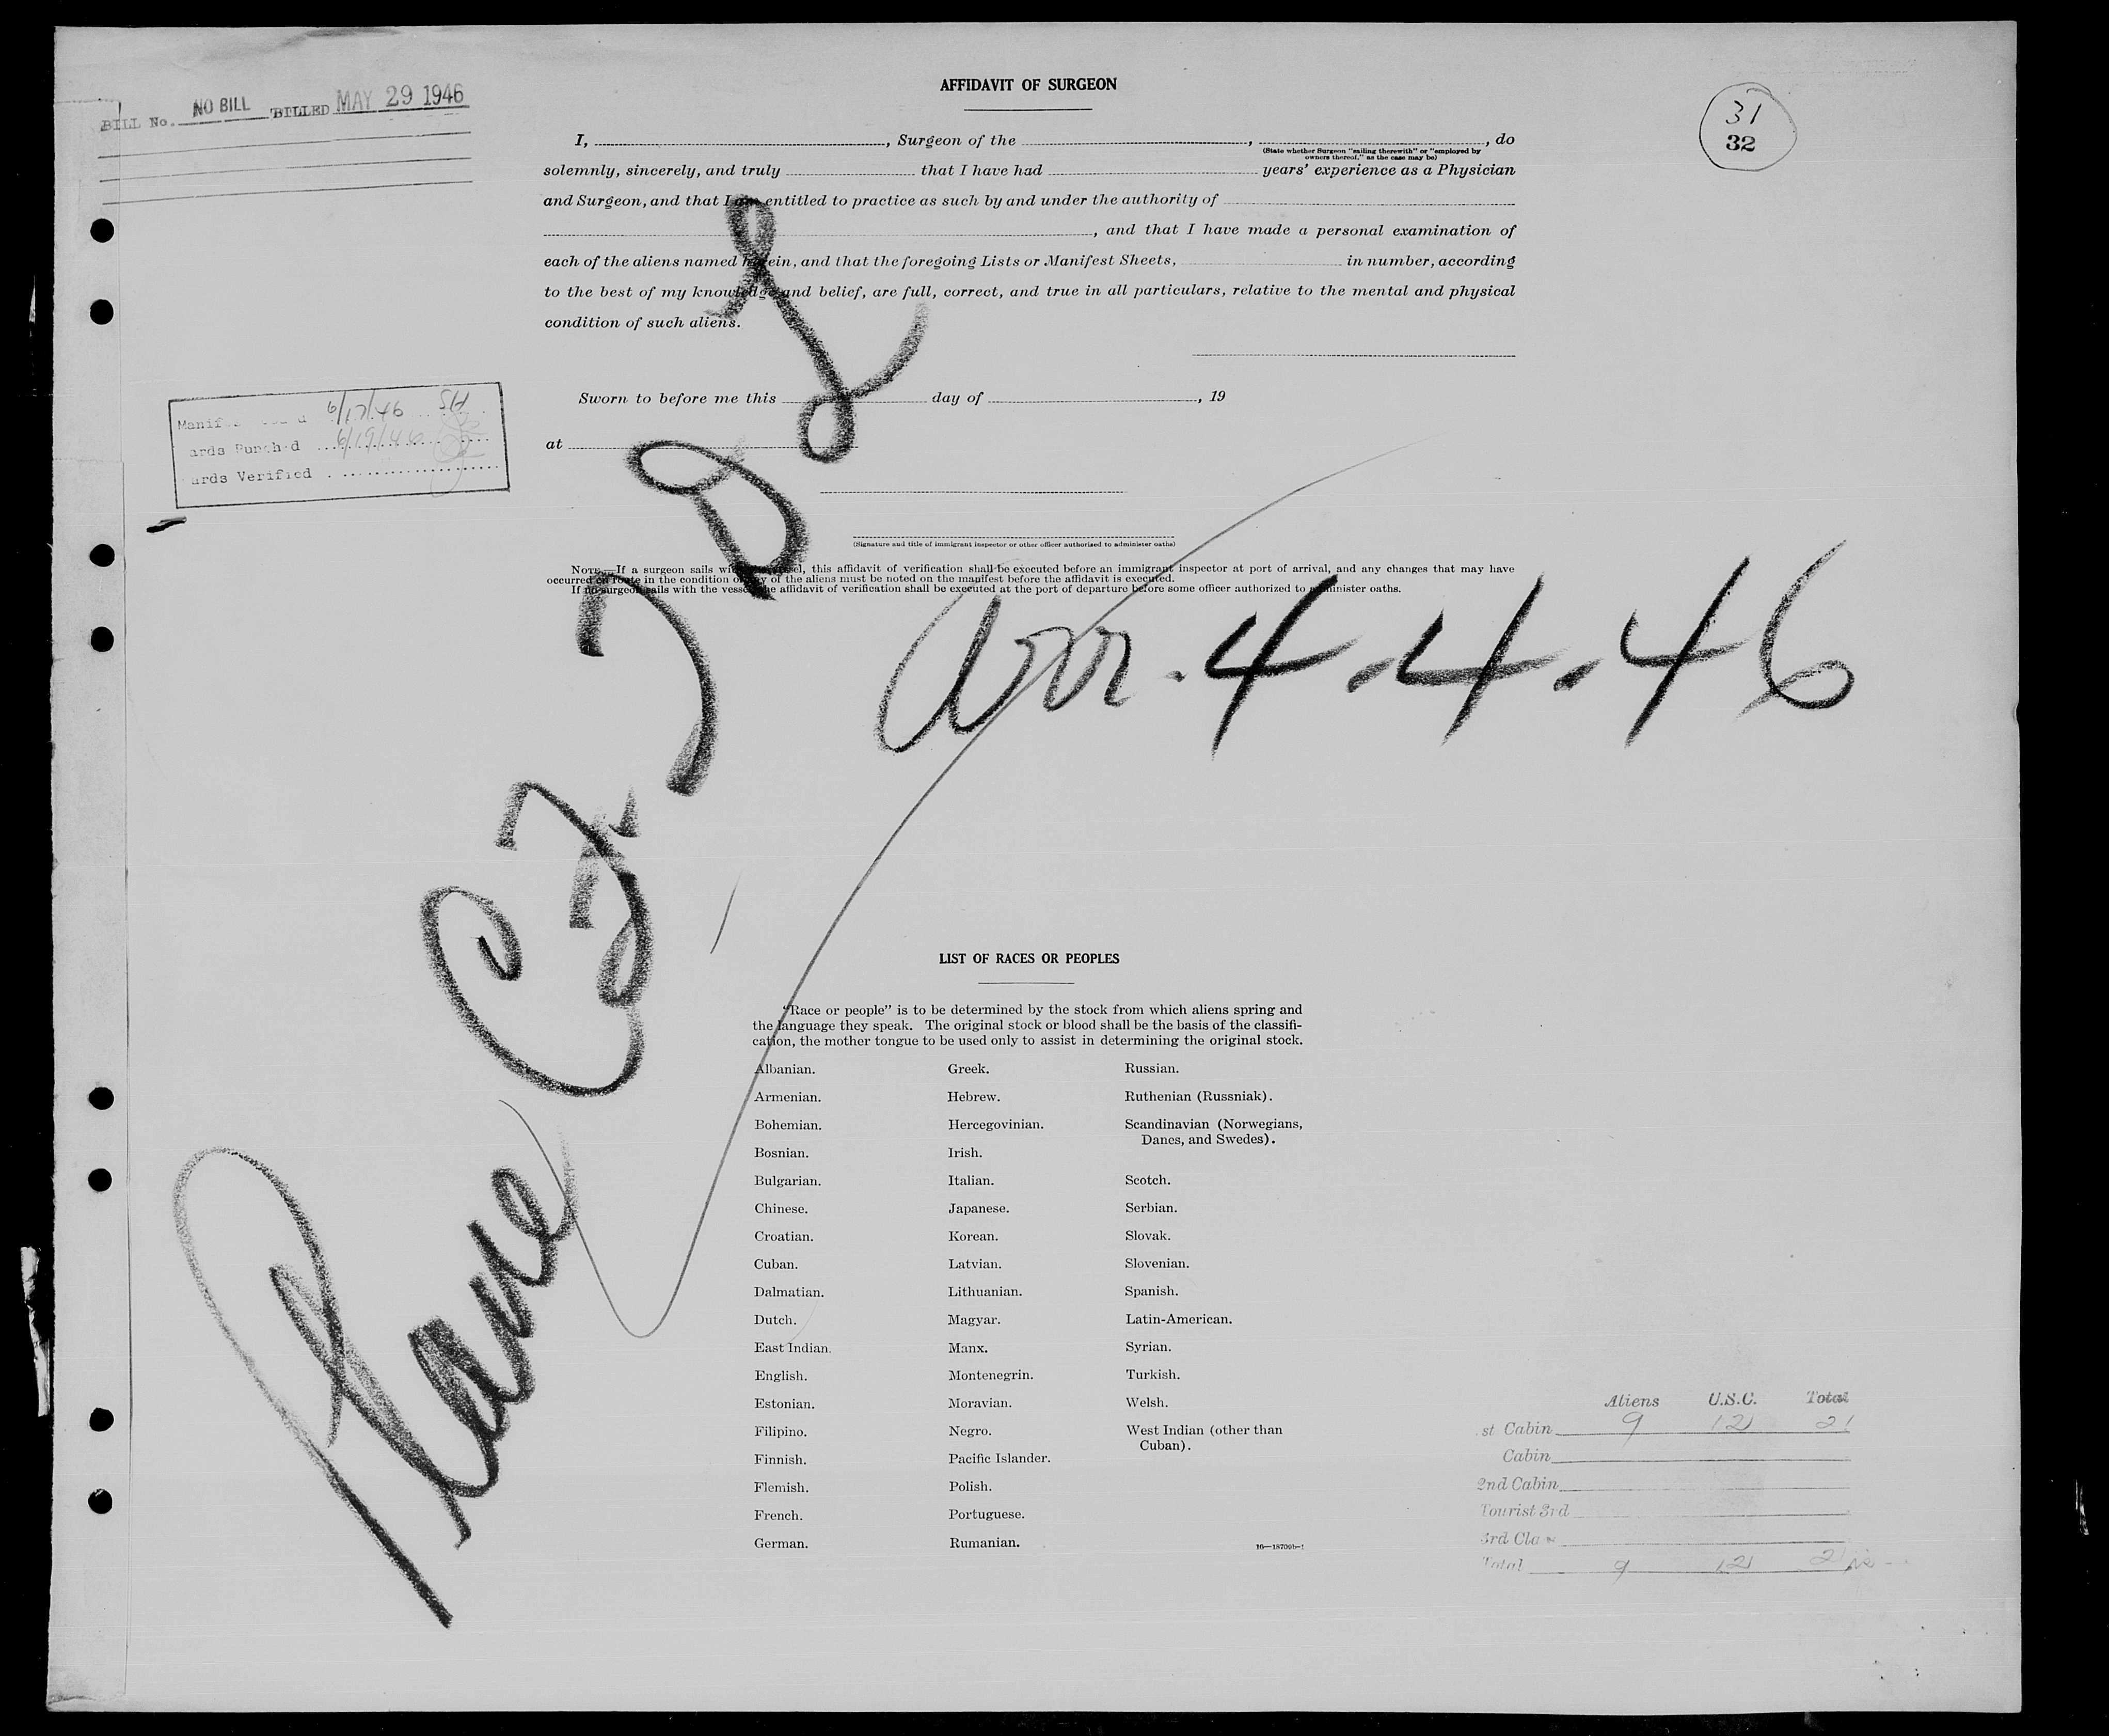 BILL No. NO BILL BILLED MAY 29 1946
AFFIDAVIT OF SURGEON
31
32
I, , Surgeon of the , , do
(State whether Surgeon "sailing therewith" or "employed by
owners thereof," as the case may be)
solemnly, sincerely, and truly that I have had years' experience as a Physician
and Surgeon, and that I am entitled to practice as such by and under the authority of
, and that I have made a personal examination of
each of the aliens named herein, and that the foregoing Lists or Manifest Sheets, in number, according
to the best of my knowledge and belief, are full, correct, and true in all particulars, relative to the mental and physical
condition of such aliens.
Sworn to before me this day of , 19
at
Manif 6/17/46 SH
ards Punched 6/19/46
ards Verified
(Signature and title of immigrant inspector or other officer authorized to administer oaths)
NOTE.—If a surgeon sails with vessel, this affidavit of verification shall be executed before an immigrant inspector at port of arrival, and any changes that may have
occurred en route in the condition of any of the aliens must be noted on the manifest before the affidavit is executed.
If no surgeon sails with the vessel the affidavit of verification shall be executed at the port of departure before some officer authorized to administer oaths.
Arr. 4.4.46
Plane
LIST OF RACES OR PEOPLES
"Race or people" is to be determined by the stock from which aliens spring and
the language they speak. The original stock or blood shall be the basis of the classifi-
cation, the mother tongue to be used only to assist in determining the original stock.
Albanian. Greek. Russian.
Armenian. Hebrew. Ruthenian (Russniak).
Bohemian. Hercegovinian. Scandinavian (Norwegians,
Danes, and Swedes).
Bosnian. Irish.
Bulgarian. Italian. Scotch.
Chinese. Japanese. Serbian.
Croatian. Korean. Slovak.
Cuban. Latvian. Slovenian.
Dalmatian. Lithuanian. Spanish.
Dutch. Magyar. Latin-American.
East Indian. Manx. Syrian.
English. Montenegrin. Turkish.
Estonian. Moravian. Welsh.
Filipino. Negro. West Indian (other than
Cuban).
Finnish. Pacific Islander.
Flemish. Polish.
French. Portuguese.
German. Rumanian.
16—18709b-1
Aliens U.S.C. Total
st Cabin 9 12 21
Cabin
2nd Cabin
Tourist 3rd
3rd Cla
Total 9 12 21